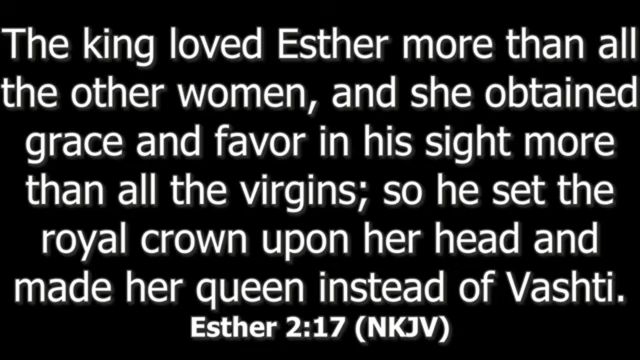 The king loved Esther more than all
the other women, and she obtained
grace and favor in his sight more
than all the virgins; so he set the
royal crown upon her head and
made her queen instead of Vashti.
Esther 2:17 (NKJV)